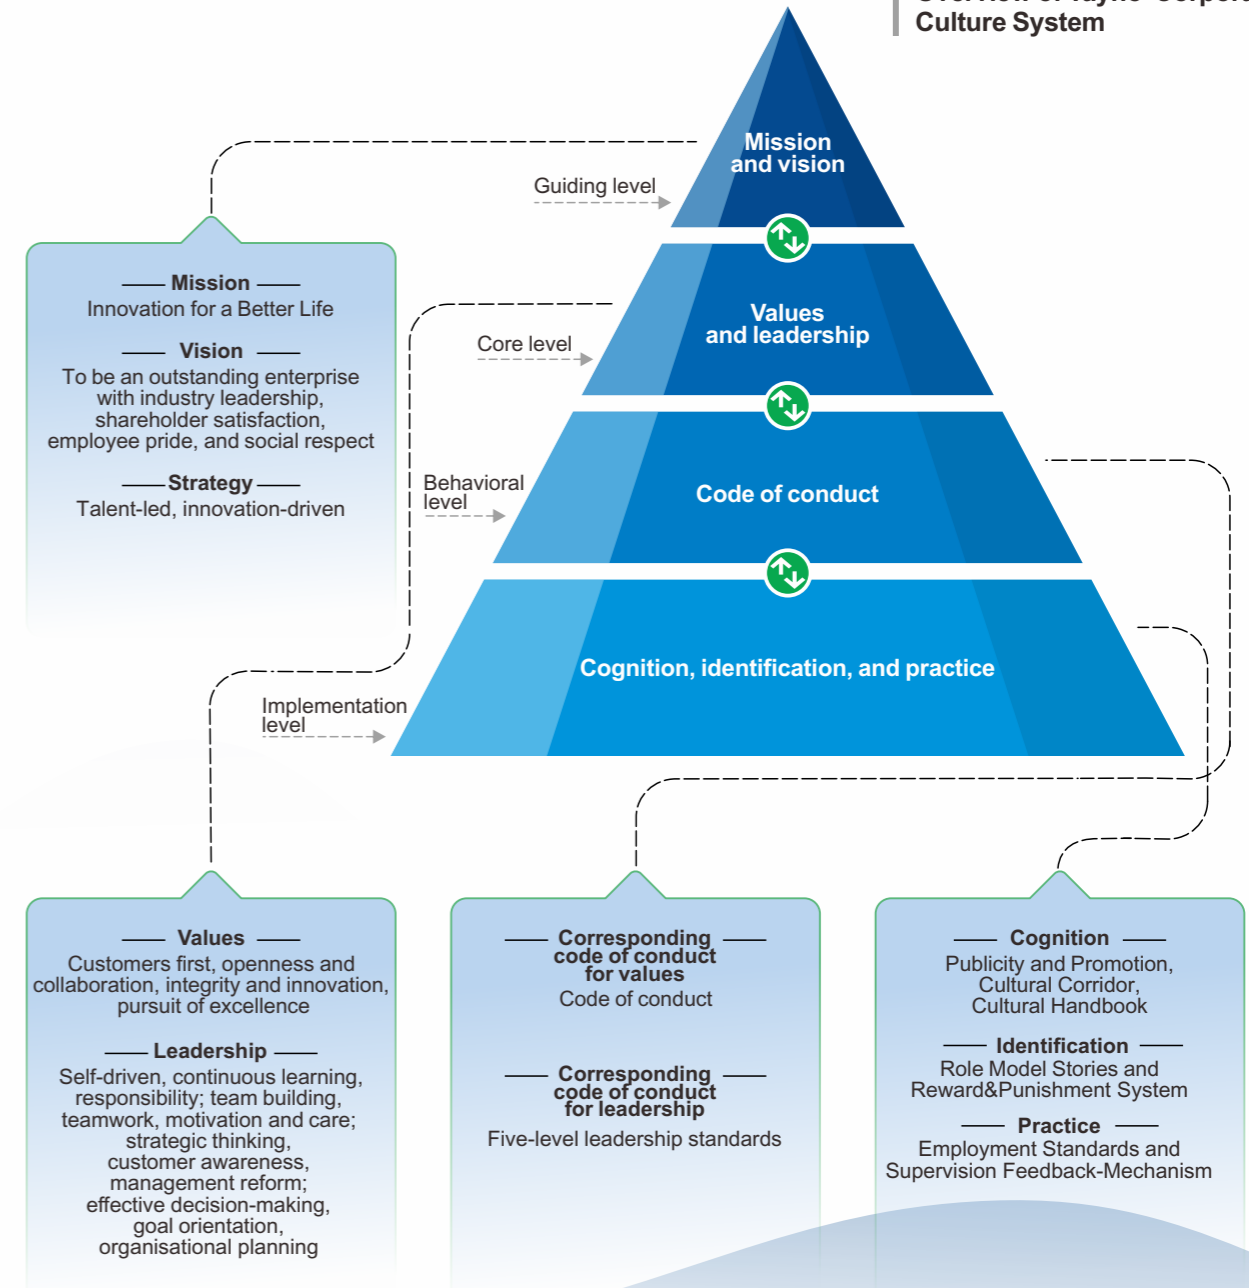 Culture System
Mission
and vision
Guiding level
Mission
Innovation for a Better Life
Vision
To be an outstanding enterprise
with industry leadership,
shareholder satisfaction,
employee pride, and social respect
Strategy
Talent-led, innovation-driven
Values
and leadership
Core level
Code of conduct
Behavioral
level
Cognition, identification, and practice
Implementation
level
Values
Customers first, openness and
collaboration, integrity and innovation,
pursuit of excellence
Leadership
Self-driven, continuous learning,
responsibility; team building,
teamwork, motivation and care;
strategic thinking,
customer awareness,
management reform;
effective decision-making,
goal orientation,
organisational planning
Corresponding
code of conduct
for values
Code of conduct
Corresponding
code of conduct
for leadership
Five-level leadership standards
Cognition
Publicity and Promotion,
Cultural Corridor,
Cultural Handbook
Identification
Role Model Stories and
Reward&Punishment System
Practice
Employment Standards and
Supervision Feedback-Mechanism